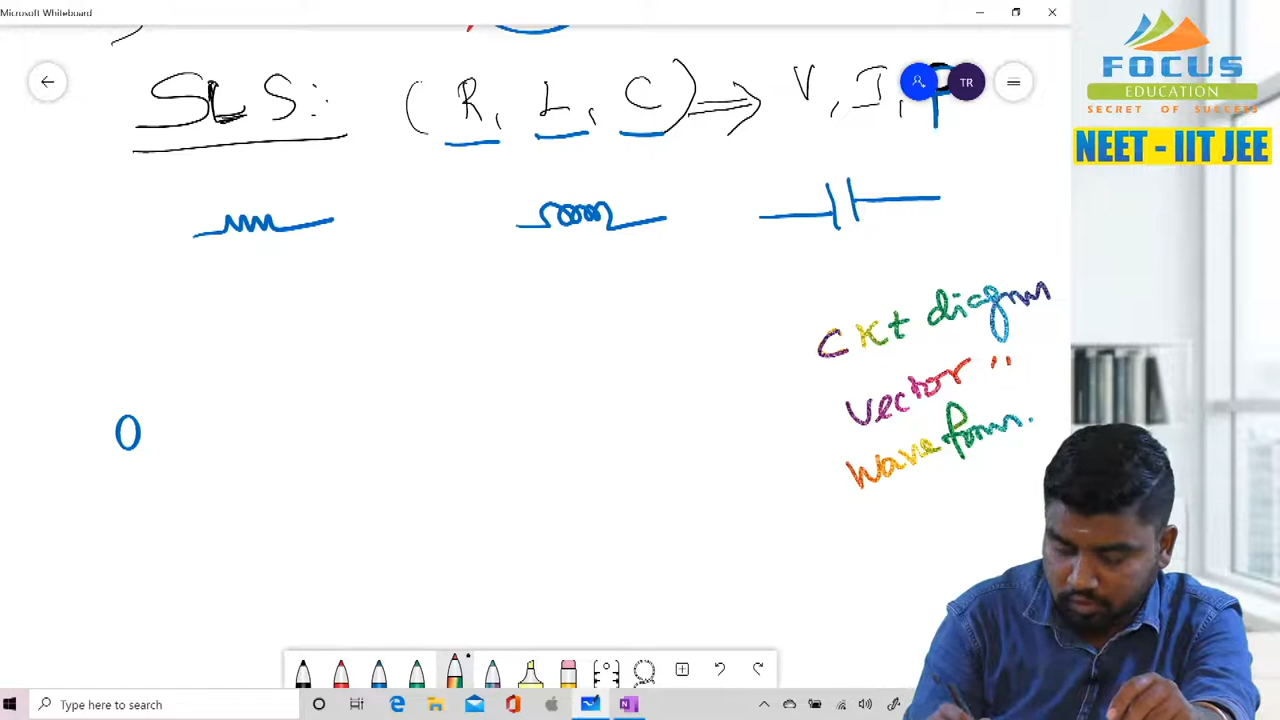 Microsoft Whiteboard
SLS: (R, L, C) ⇒ V, I, P
TR
FOCUS
EDUCATION
SECRET OF SUCCESS
NEET - IIT JEE
CKt diagram
vector "
waveform.
0
Type here to search